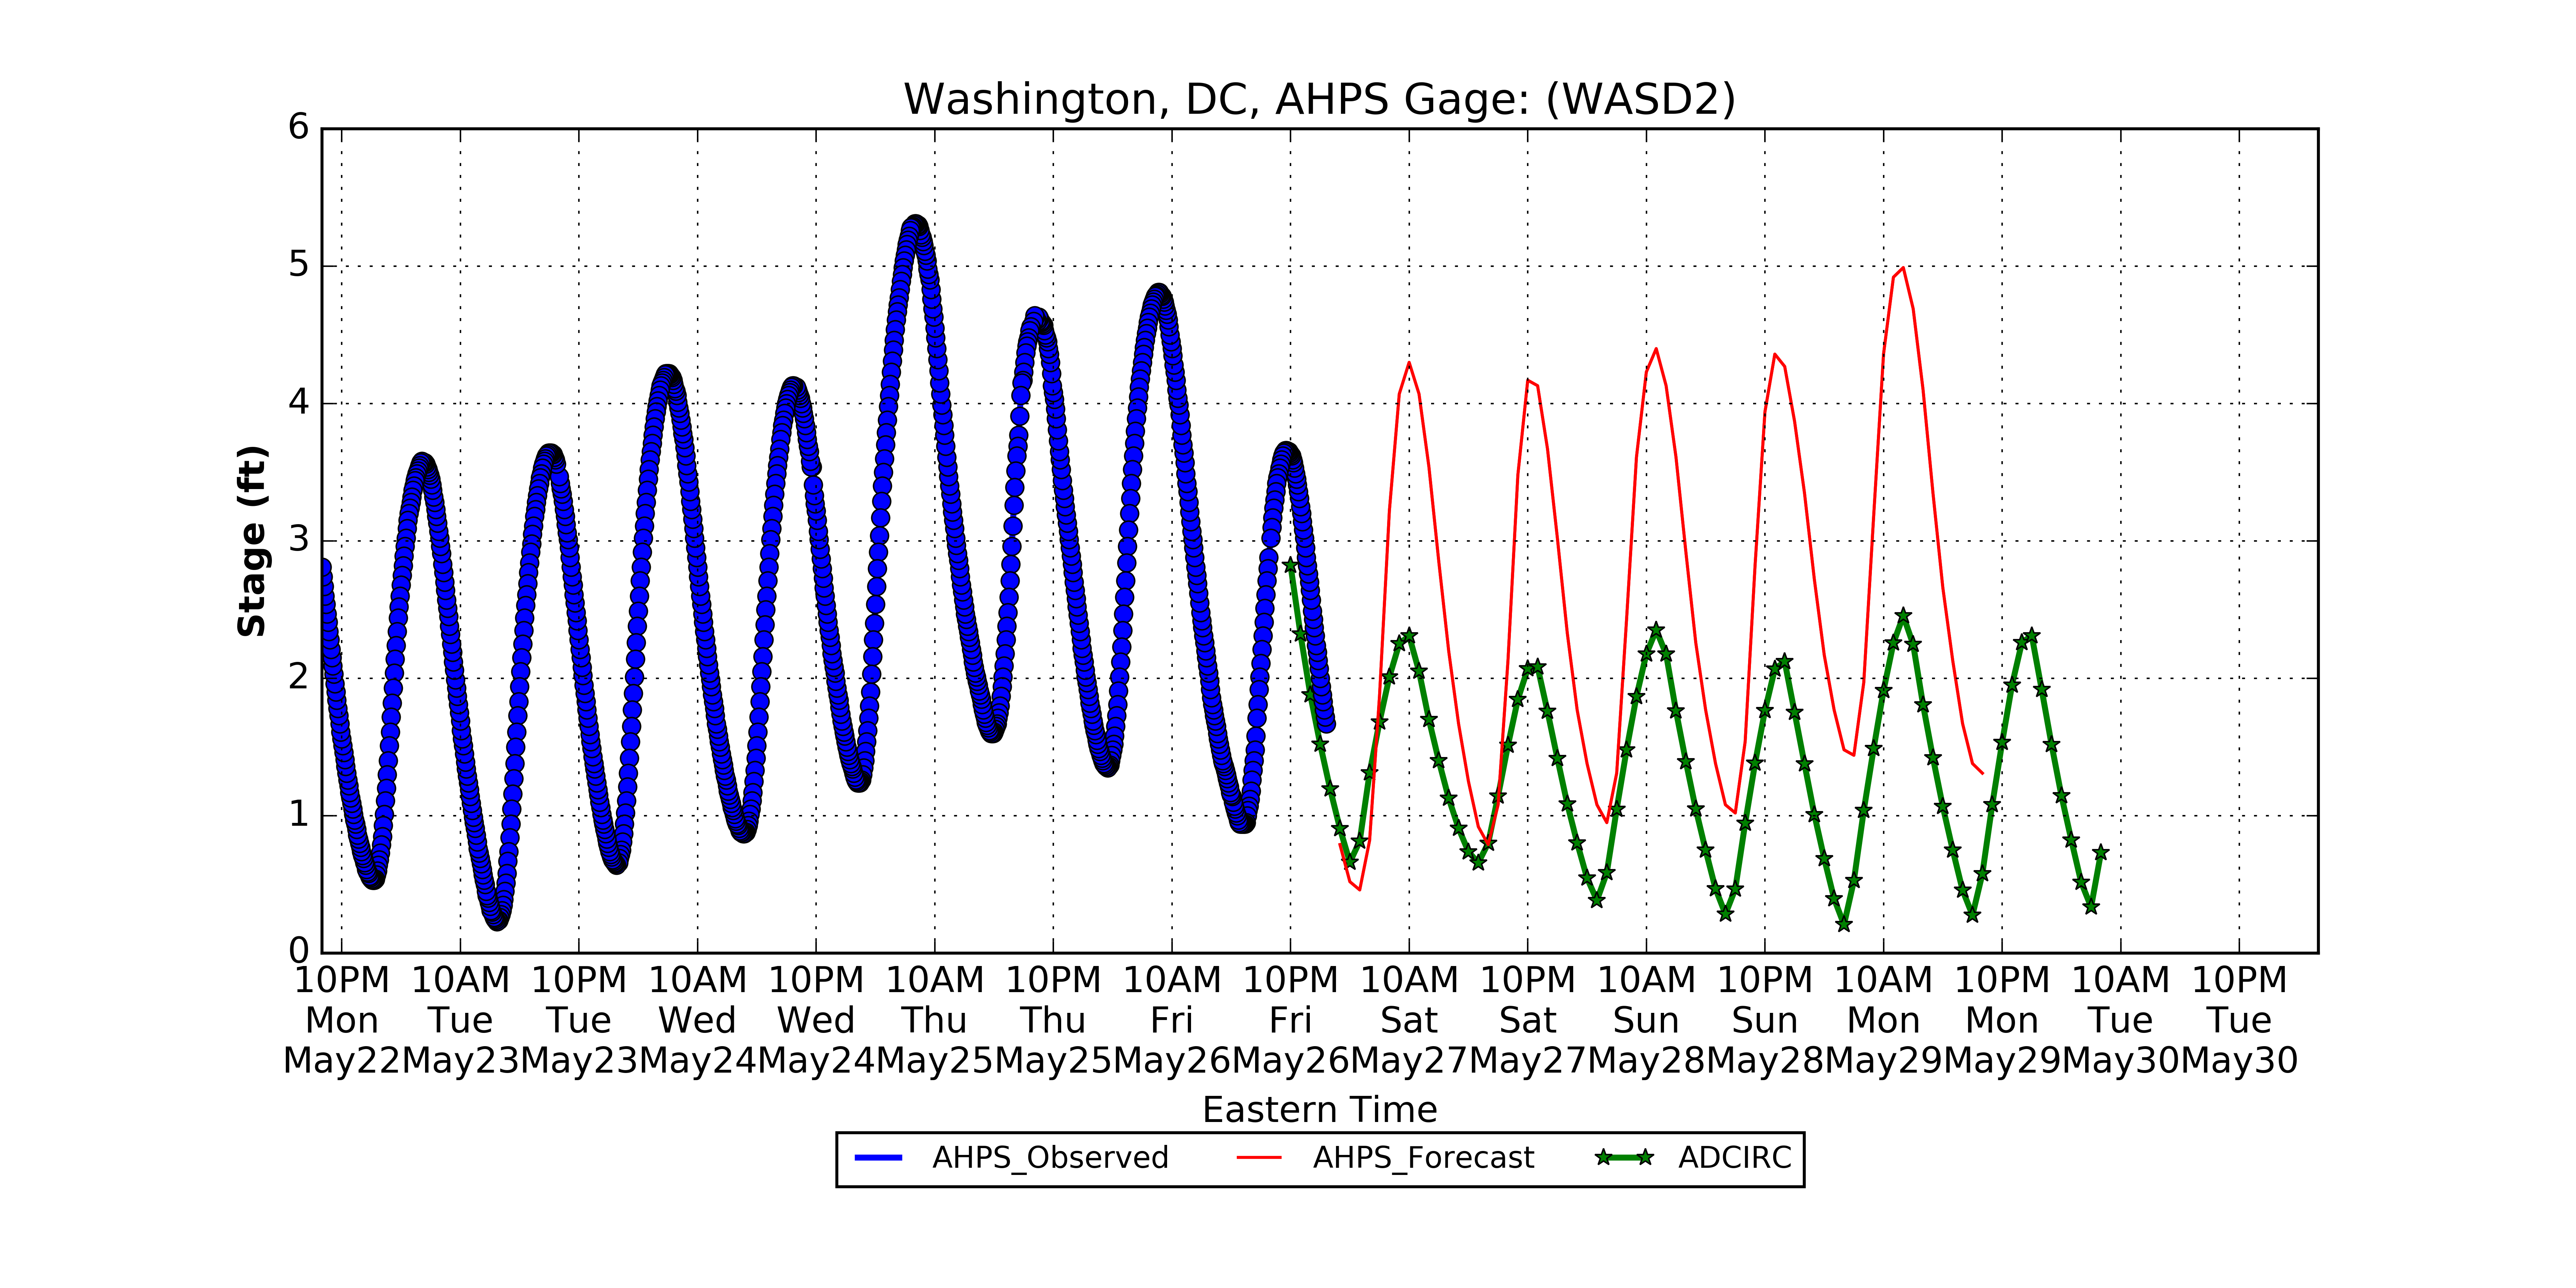 Washington, DC, AHPS Gage: (WASD2)
6
5
4
3
2
1
0
Stage (ft)
10PM 10AM 10PM 10AM 10PM 10AM 10PM 10AM 10PM 10AM 10PM 10AM 10PM 10AM 10PM 10AM 10PM
Mon Tue Tue Wed Wed Thu Thu Fri Fri Sat Sat Sun Sun Mon Mon Tue Tue
May22 May23 May23 May24 May24 May25 May25 May26 May26 May27 May27 May28 May28 May29 May29 May30 May30
Eastern Time
AHPS_Observed AHPS_Forecast ADCIRC